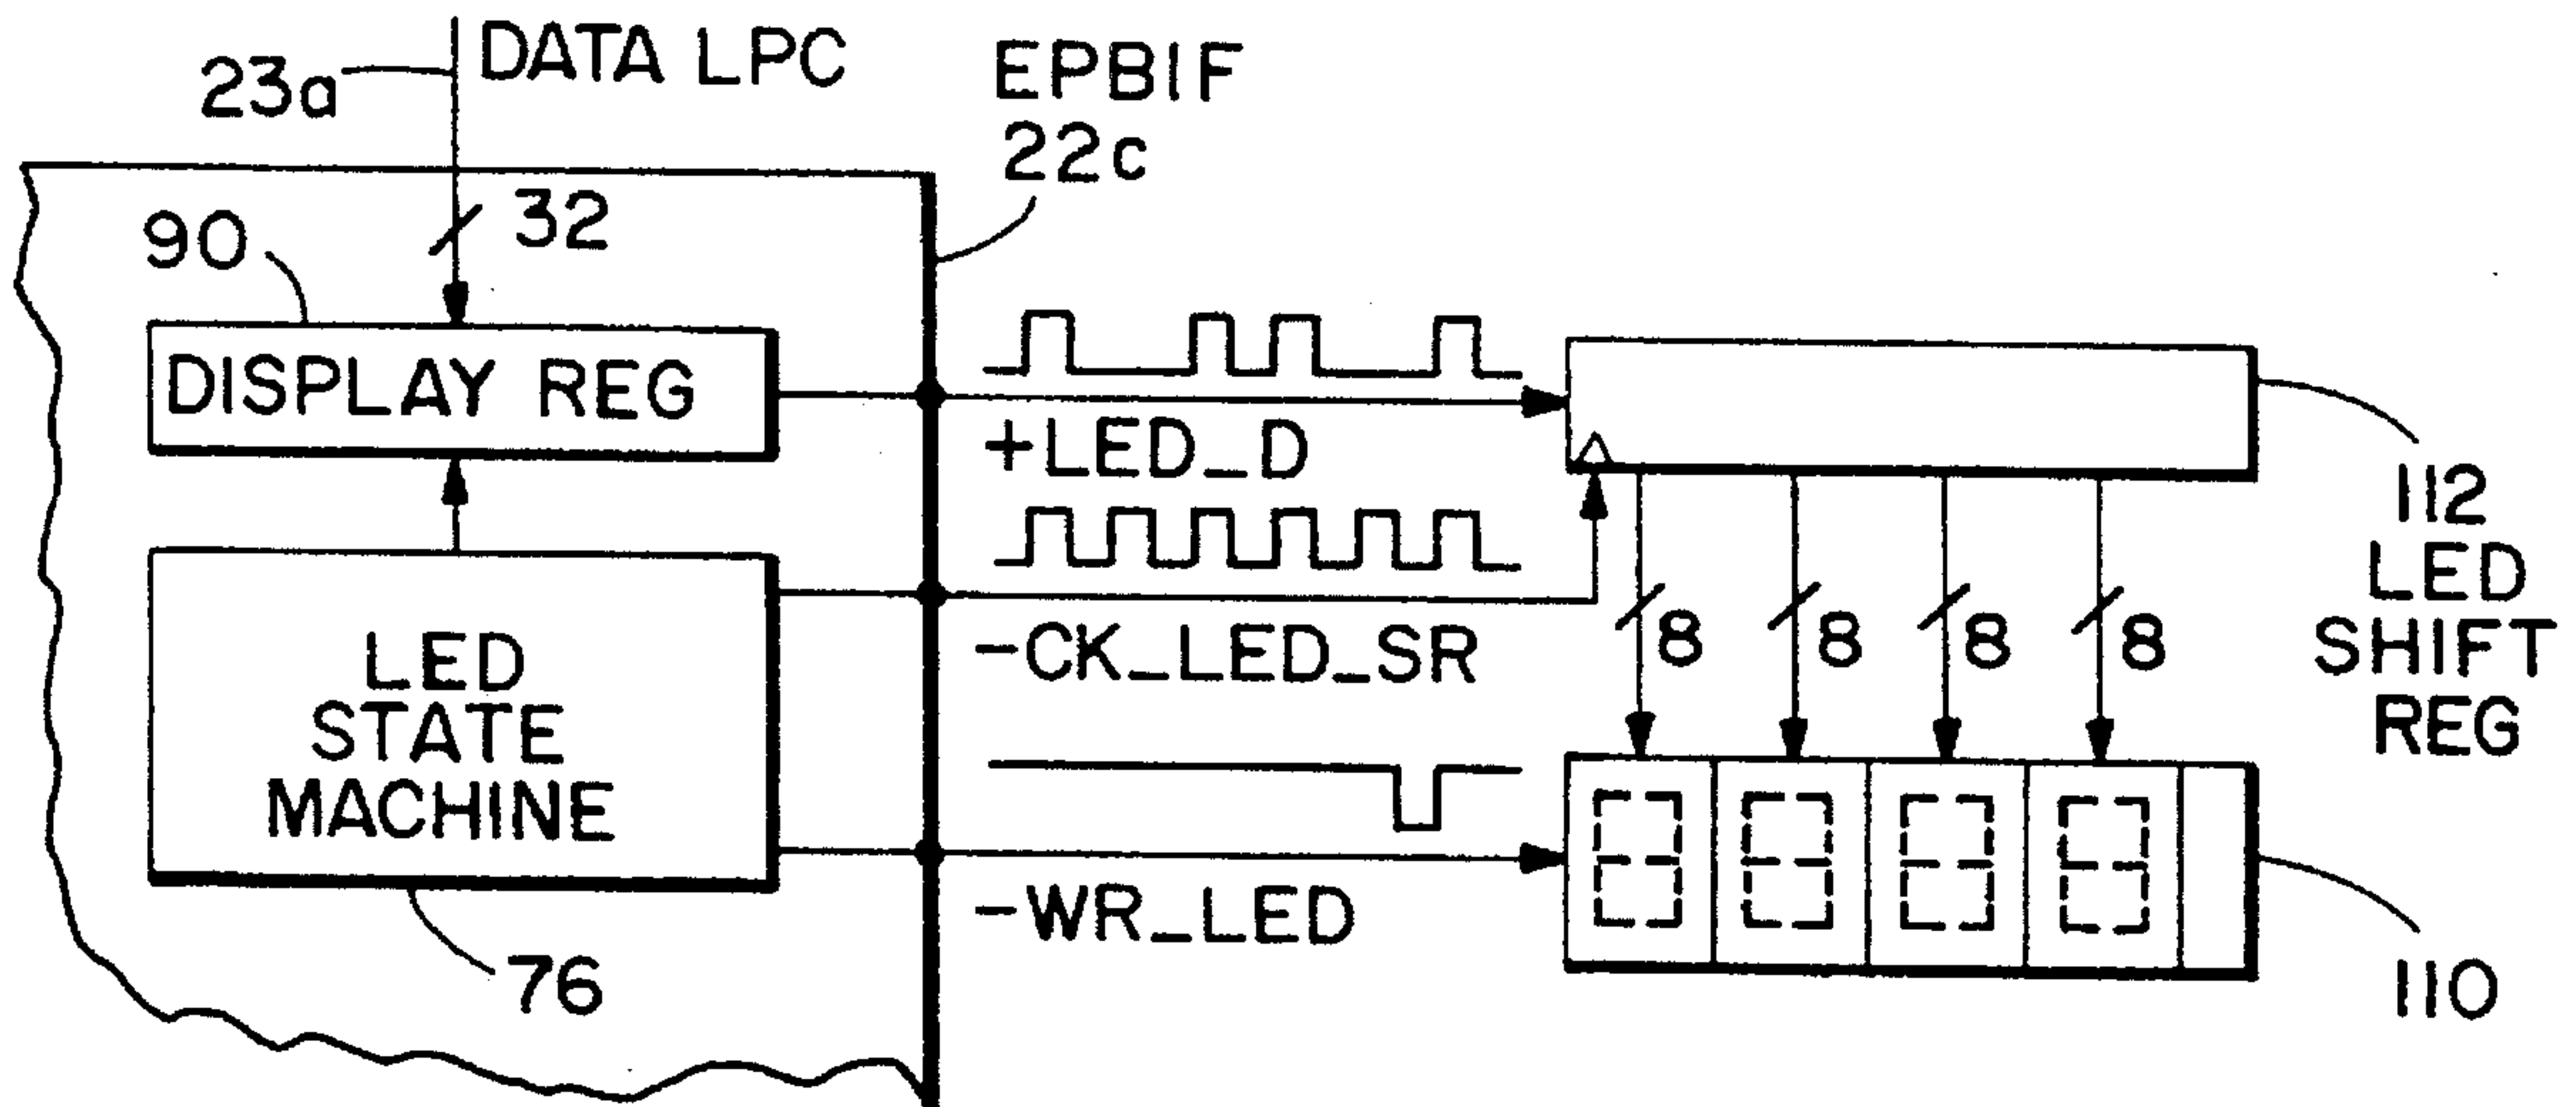 DATA LPC
23a
EPBIF
22c
32
90
DISPLAY REG
+LED_D
112
LED
SHIFT
REG
-CK_LED_SR
8
8
8
8
LED
STATE
MACHINE
-WR_LED
76
110